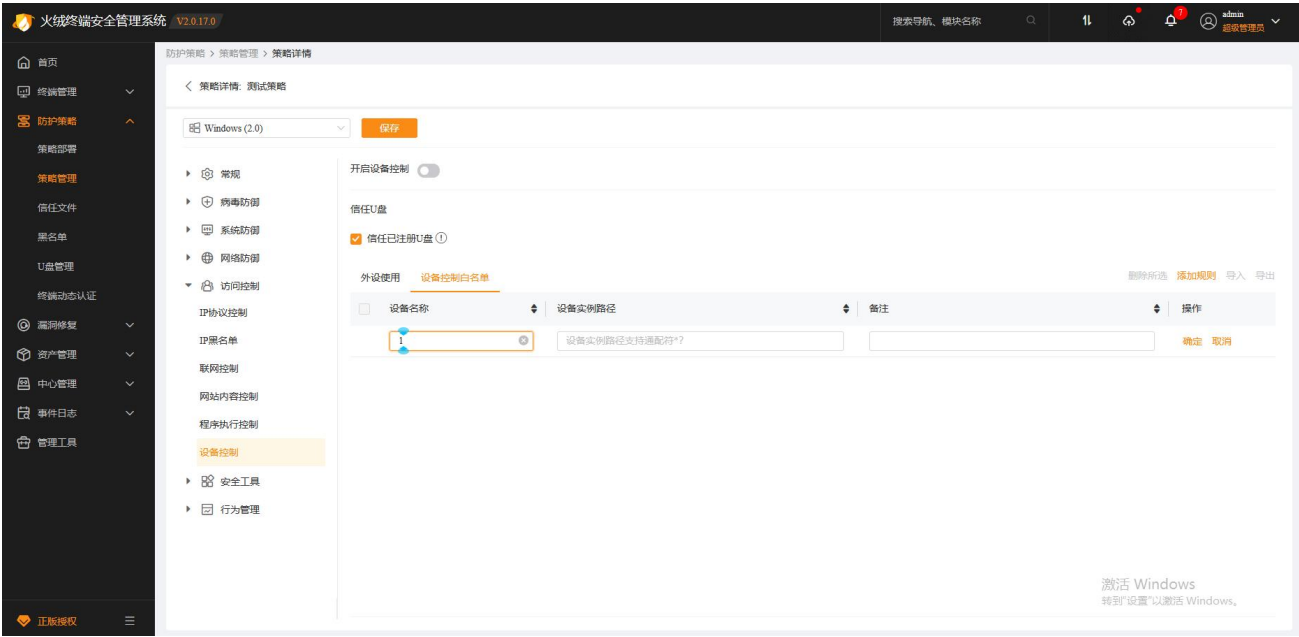 火绒终端安全管理系统 V2.0.17.0 搜索导航、模块名称 7 admin
超级管理员
首页
终端管理
防护策略
策略部署
策略管理
信任文件
黑名单
U盘管理
终端动态认证
漏洞修复
资产管理
中心管理
事件日志
管理工具
正版授权
防护策略 > 策略管理 > 策略详情
策略详情: 测试策略
Windows (2.0) 保存
常规
病毒防御
系统防御
网络防御
访问控制
IP协议控制
IP黑名单
联网控制
网站内容控制
程序执行控制
设备控制
安全工具
行为管理
开启设备控制
信任U盘
信任已注册U盘
外设使用 设备控制白名单 删除所选 添加规则 导入 导出
设备名称 设备实例路径 备注 操作
1 设备实例路径支持通配符*? 确定 取消
激活 Windows
转到"设置"以激活 Windows。